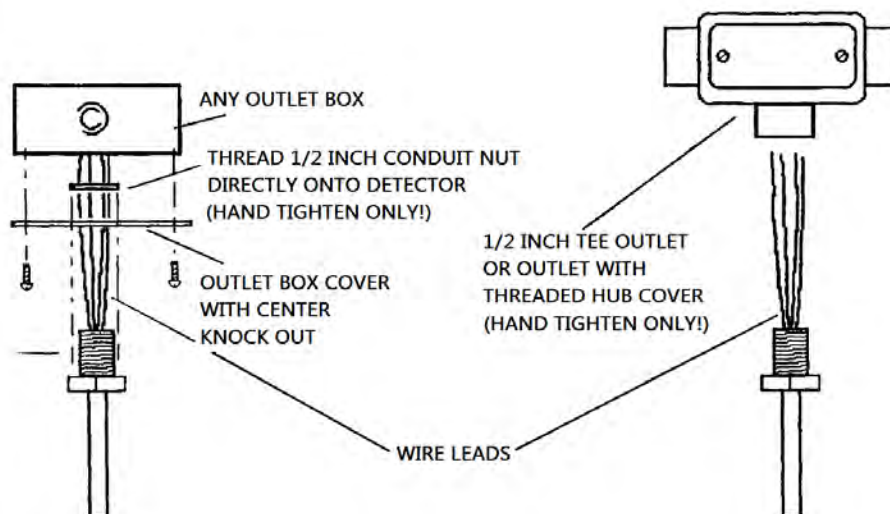 ANY OUTLET BOX
THREAD 1/2 INCH CONDUIT NUT
DIRECTLY ONTO DETECTOR
(HAND TIGHTEN ONLY!)
OUTLET BOX COVER
WITH CENTER
KNOCK OUT
1/2 INCH TEE OUTLET
OR OUTLET WITH
THREADED HUB COVER
(HAND TIGHTEN ONLY!)
WIRE LEADS